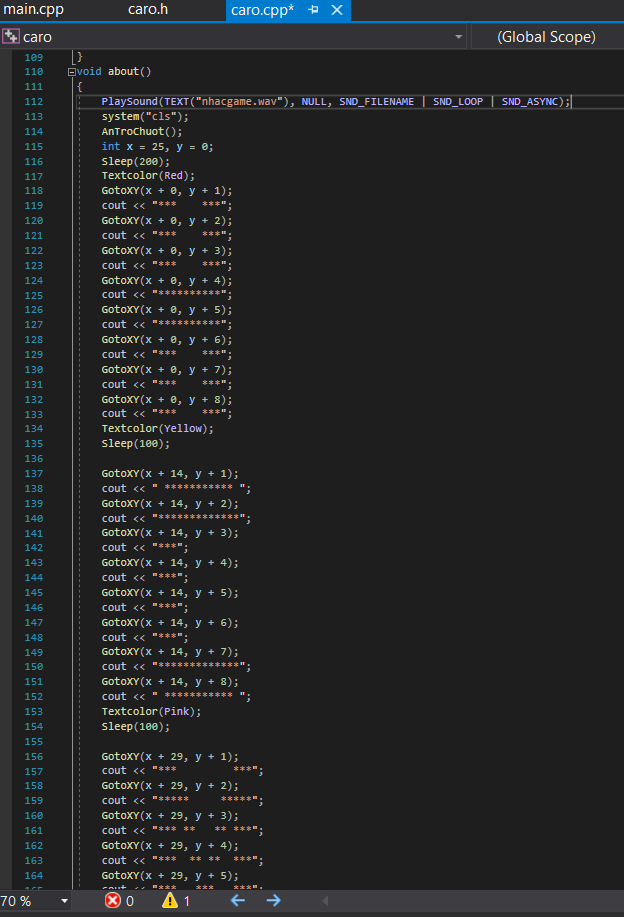 main.cpp caro.h caro.cpp*
caro (Global Scope)
109 }
110 void about()
111 {
112 PlaySound(TEXT("nhacgame.wav"), NULL, SND_FILENAME | SND_LOOP | SND_ASYNC);
113 system("cls");
114 AnTroChuot();
115 int x = 25, y = 0;
116 Sleep(200);
117 Textcolor(Red);
118 GotoXY(x + 0, y + 1);
119 cout << "***    ***";
120 GotoXY(x + 0, y + 2);
121 cout << "***    ***";
122 GotoXY(x + 0, y + 3);
123 cout << "***    ***";
124 GotoXY(x + 0, y + 4);
125 cout << "**********";
126 GotoXY(x + 0, y + 5);
127 cout << "**********";
128 GotoXY(x + 0, y + 6);
129 cout << "***    ***";
130 GotoXY(x + 0, y + 7);
131 cout << "***    ***";
132 GotoXY(x + 0, y + 8);
133 cout << "***    ***";
134 Textcolor(Yellow);
135 Sleep(100);
136
137 GotoXY(x + 14, y + 1);
138 cout << " *********** ";
139 GotoXY(x + 14, y + 2);
140 cout << "*************";
141 GotoXY(x + 14, y + 3);
142 cout << "***";
143 GotoXY(x + 14, y + 4);
144 cout << "***";
145 GotoXY(x + 14, y + 5);
146 cout << "***";
147 GotoXY(x + 14, y + 6);
148 cout << "***";
149 GotoXY(x + 14, y + 7);
150 cout << "*************";
151 GotoXY(x + 14, y + 8);
152 cout << " *********** ";
153 Textcolor(Pink);
154 Sleep(100);
155
156 GotoXY(x + 29, y + 1);
157 cout << "***         ***";
158 GotoXY(x + 29, y + 2);
159 cout << "*****     *****";
160 GotoXY(x + 29, y + 3);
161 cout << "*** **   ** ***";
162 GotoXY(x + 29, y + 4);
163 cout << "***  ** **  ***";
164 GotoXY(x + 29, y + 5);
165 cout << "***   ***   ***";
70 % 0 1